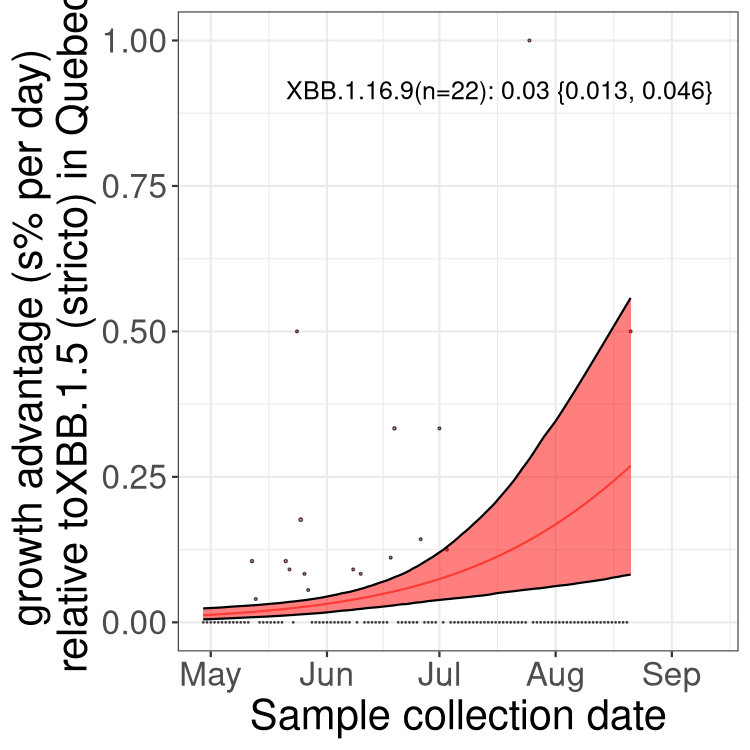 growth advantage (s% per day)
relative toXBB.1.5 (stricto) in Quebec
1.00
0.75
0.50
0.25
0.00
XBB.1.16.9(n=22): 0.03 {0.013, 0.046}
May Jun Jul Aug Sep
Sample collection date